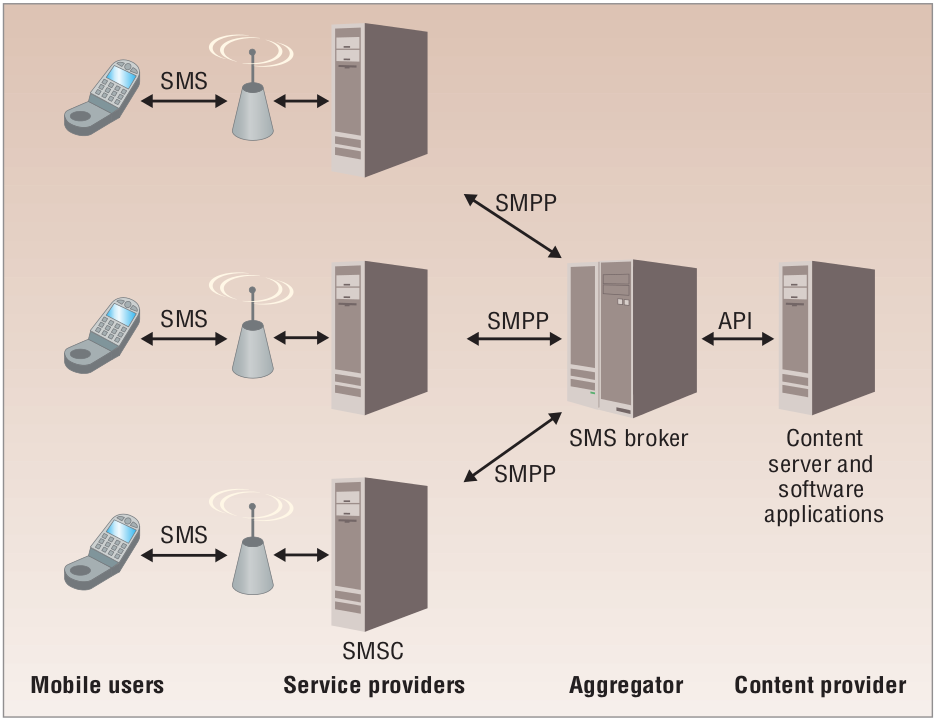 SMS
SMPP
SMS
SMPP
API
SMS broker
Content
server and
software
applications
SMPP
SMS
SMSC
Mobile users
Service providers
Aggregator
Content provider